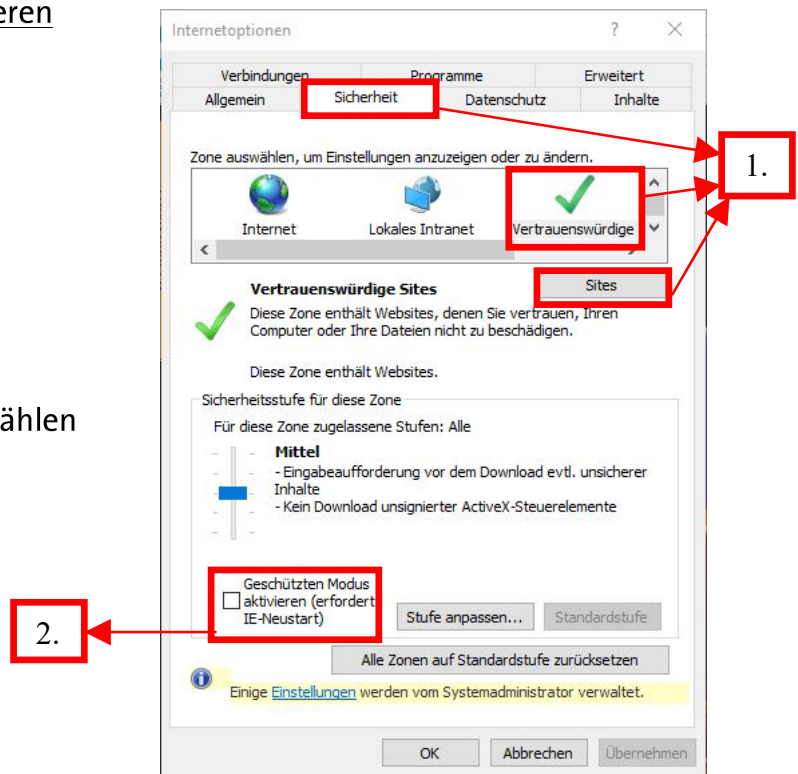 eren
Internetoptionen ? ×
Verbindungen Programme Erweitert
Allgemein Sicherheit Datenschutz Inhalte
1.
Zone auswählen, um Einstellungen anzuzeigen oder zu ändern.
Internet Lokales Intranet Vertrauenswürdige
Sites
Vertrauenswürdige Sites
Diese Zone enthält Websites, denen Sie vertrauen, Ihren
Computer oder Ihre Dateien nicht zu beschädigen.
Diese Zone enthält Websites.
Sicherheitsstufe für diese Zone
ählen
Für diese Zone zugelassene Stufen: Alle
Mittel
- Eingabeaufforderung vor dem Download evtl. unsicherer
Inhalte
- Kein Download unsignierter ActiveX-Steuerelemente
Geschützten Modus
aktivieren (erfordert
IE-Neustart)
Stufe anpassen... Standardstufe
2.
Alle Zonen auf Standardstufe zurücksetzen
Einige Einstellungen werden vom Systemadministrator verwaltet.
OK Abbrechen Übernehmen